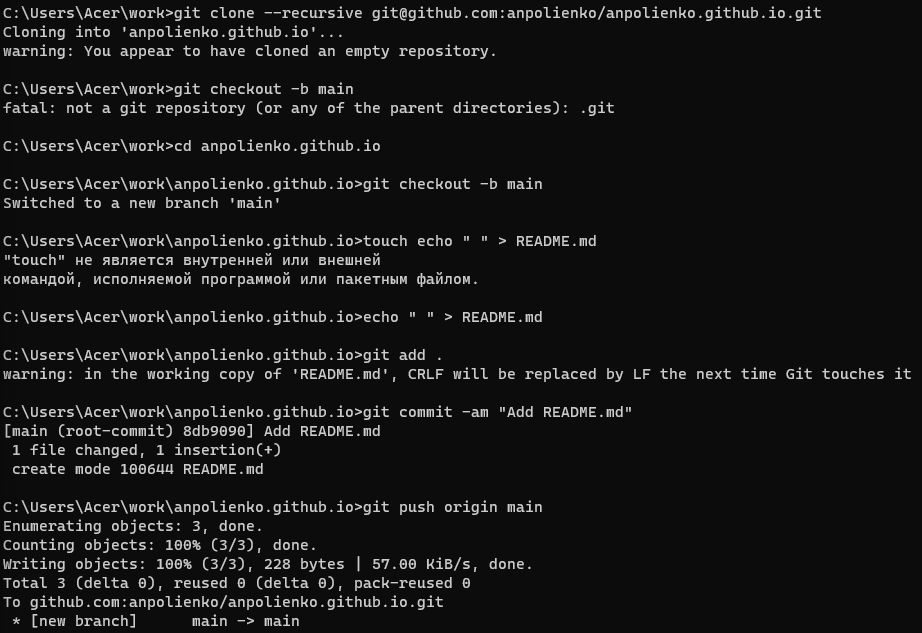 C:\Users\Acer\work>git clone --recursive git@github.com:anpolienko/anpolienko.github.io.git
Cloning into 'anpolienko.github.io'...
warning: You appear to have cloned an empty repository.
C:\Users\Acer\work>git checkout -b main
fatal: not a git repository (or any of the parent directories): .git
C:\Users\Acer\work>cd anpolienko.github.io
C:\Users\Acer\work\anpolienko.github.io>git checkout -b main
Switched to a new branch 'main'
C:\Users\Acer\work\anpolienko.github.io>touch echo " " > README.md
"touch" не является внутренней или внешней
командой, исполняемой программой или пакетным файлом.
C:\Users\Acer\work\anpolienko.github.io>echo " " > README.md
C:\Users\Acer\work\anpolienko.github.io>git add .
warning: in the working copy of 'README.md', CRLF will be replaced by LF the next time Git touches it
C:\Users\Acer\work\anpolienko.github.io>git commit -am "Add README.md"
[main (root-commit) 8db9090] Add README.md
 1 file changed, 1 insertion(+)
 create mode 100644 README.md
C:\Users\Acer\work\anpolienko.github.io>git push origin main
Enumerating objects: 3, done.
Counting objects: 100% (3/3), done.
Writing objects: 100% (3/3), 228 bytes | 57.00 KiB/s, done.
Total 3 (delta 0), reused 0 (delta 0), pack-reused 0
To github.com:anpolienko/anpolienko.github.io.git
 * [new branch]      main -> main